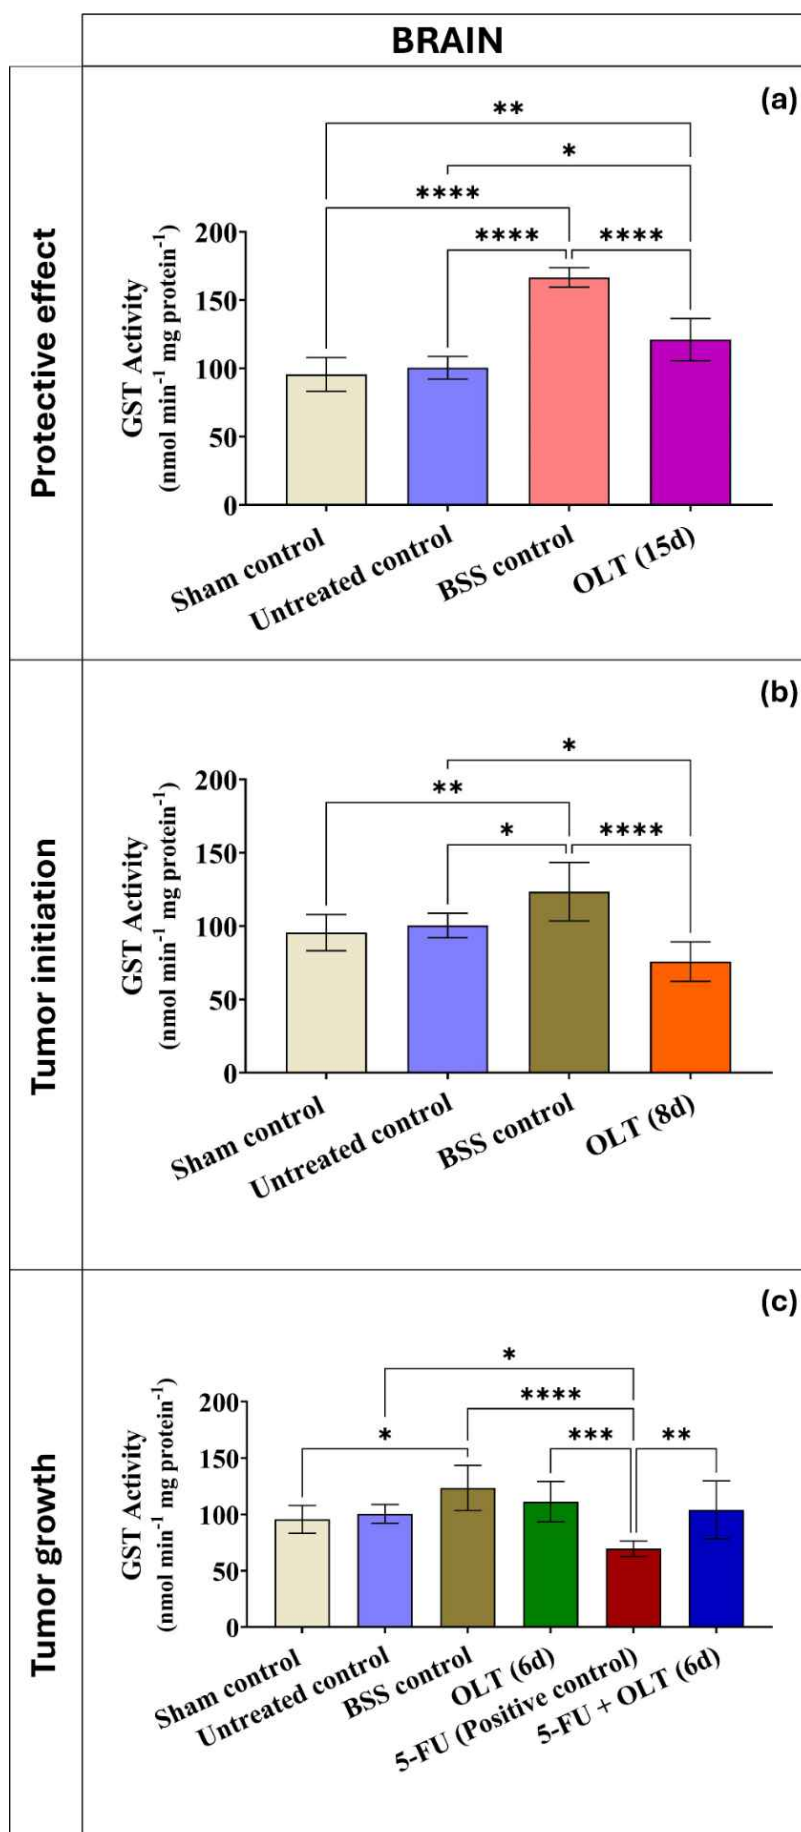 BRAIN
Protective effect
(a)
**
*
****
**** ****
GST Activity
(nmol min⁻¹ mg protein⁻¹)
200
150
100
50
0
Sham control
Untreated control
BSS control
OLT (15d)
Tumor initiation
(b)
*
**
* ****
GST Activity
(nmol min⁻¹ mg protein⁻¹)
200
150
100
50
0
Sham control
Untreated control
BSS control
OLT (8d)
Tumor growth
(c)
*
****
* *** **
GST Activity
(nmol min⁻¹ mg protein⁻¹)
200
150
100
50
0
Sham control
Untreated control
BSS control
OLT (6d)
5-FU (Positive control)
5-FU + OLT (6d)